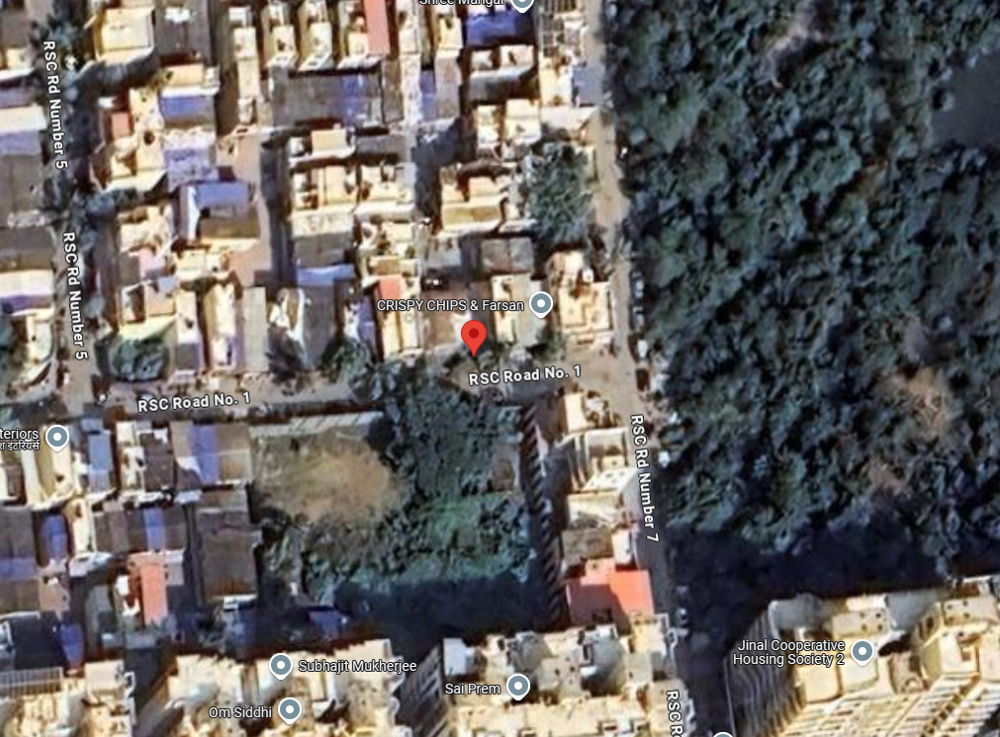 Shree Mangal
RSC Rd Number 5
RSC Rd Number 5
CRISPY CHIPS & Farsan
RSC Road No. 1
RSC Road No. 1
teriors
RSC Rd Number 7
Jinal Cooperative
Housing Society 2
Subhajit Mukherjee
Sai Prem
Om Siddhi
RSC R